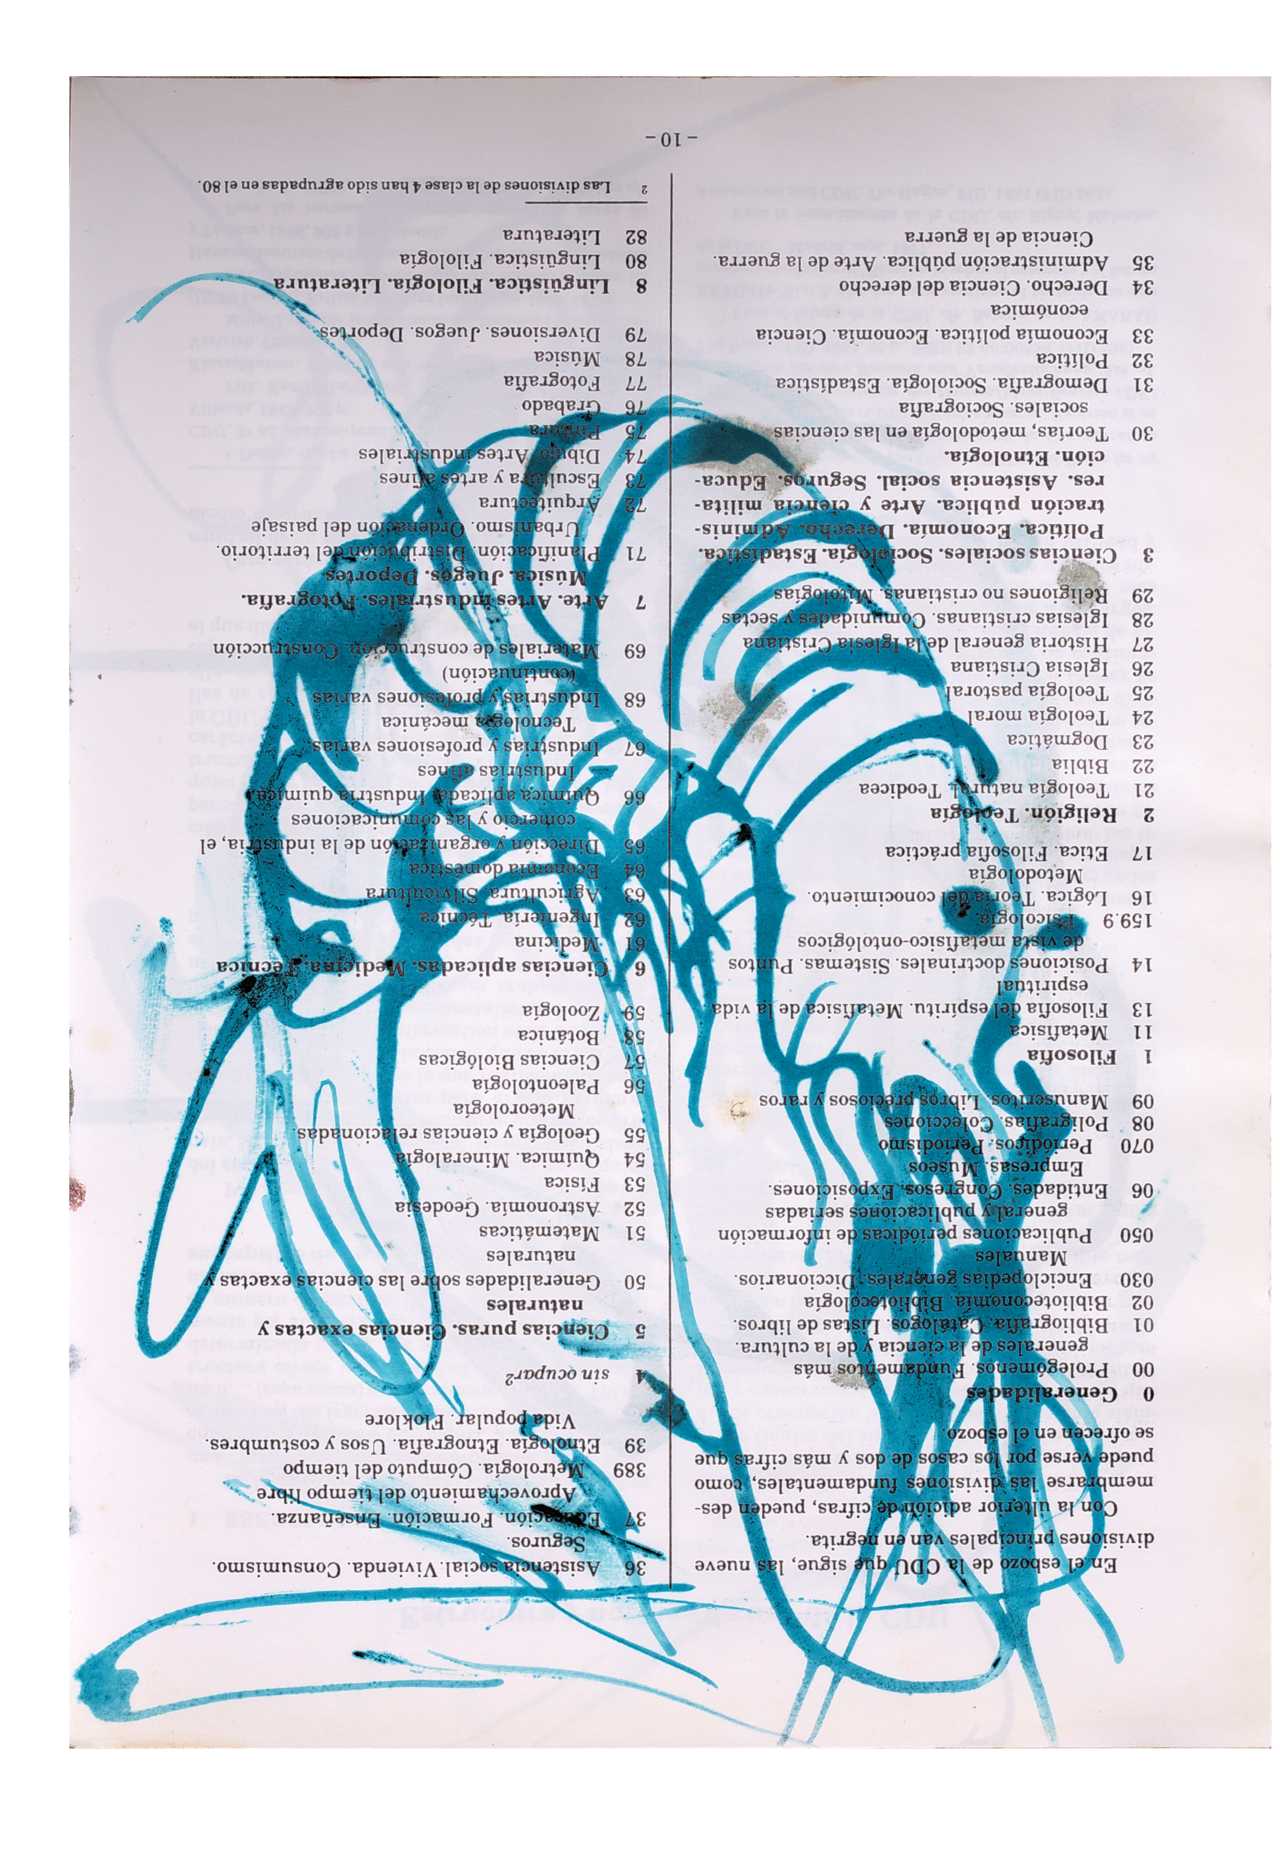 En el esbozo de la CDU que sigue, las nueve
divisiones principales van en negrita.
Con la ulterior adición de cifras, pueden des-
membrarse las divisiones fundamentales, como
puede verse por los casos de dos y más cifras que
se ofrecen en el esbozo.
0 Generalidades
00 Prolegómenos. Fundamentos más
generales de la ciencia y de la cultura.
01 Bibliografía. Catálogos. Listas de libros.
02 Biblioteconomía. Bibliotecología
030 Enciclopedias generales. Diccionarios.
Manuales
050 Publicaciones periódicas de información
general y publicaciones seriadas
06 Entidades. Congresos. Exposiciones.
Empresas. Museos
070 Periódicos. Periodismo
08 Poligrafías. Colecciones
09 Manuscritos. Libros preciosos y raros
1 Filosofía
11 Metafísica
13 Filosofía del espíritu. Metafísica de la vida
espiritual
14 Posiciones doctrinales. Sistemas. Puntos
de vista metafísico-ontológicos
159.9 Psicología.
16 Lógica. Teoría del conocimiento.
Metodología
17 Etica. Filosofía práctica
2 Religión. Teología
21 Teología natural. Teodicea
22 Biblia
23 Dogmática
24 Teología moral
25 Teología pastoral
26 Iglesia Cristiana
27 Historia general de la Iglesia Cristiana
28 Iglesias cristianas. Comunidades y sectas
29 Religiones no cristianas. Mitologías
3 Ciencias sociales. Sociología. Estadística.
Política. Economía. Derecho. Adminis-
tración pública. Arte y ciencia milita-
res. Asistencia social. Seguros. Educa-
ción. Etnología.
30 Teorías, metodología en las ciencias
sociales. Sociografía
31 Demografía. Sociología. Estadística
32 Política
33 Economía política. Economía. Ciencia
económica
34 Derecho. Ciencia del derecho
35 Administración pública. Arte de la guerra.
Ciencia de la guerra
36 Asistencia social. Vivienda. Consumismo.
Seguros.
37 Educación. Formación. Enseñanza.
Aprovechamiento del tiempo libre
389 Metrología. Cómputo del tiempo
39 Etnología. Etnografía. Usos y costumbres.
Vida popular. Floklore
4 sin ocupar²
5 Ciencias puras. Ciencias exactas y
naturales
50 Generalidades sobre las ciencias exactas y
naturales
51 Matemáticas
52 Astronomía. Geodesia
53 Física
54 Química. Mineralogía
55 Geología y ciencias relacionadas.
Meteorología
56 Paleontología
57 Ciencias Biológicas
58 Botánica
59 Zoología
6 Ciencias aplicadas. Medicina. Técnica
61 Medicina
62 Ingeniería. Técnica
63 Agricultura. Silvicultura
64 Economía doméstica
65 Dirección y organización de la industria, el
comercio y las comunicaciones
66 Química aplicada. Industria química.
Industrias afines
67 Industrias y profesiones varias.
Tecnología mecánica
68 Industrias y profesiones varias
(continuación)
69 Materiales de construcción. Construcción
7 Arte. Artes industriales. Fotografía.
Música. Juegos. Deportes
71 Planificación. Distribución del territorio.
Urbanismo. Ordenación del paisaje
72 Arquitectura
73 Escultura y artes afines
74 Dibujo. Artes industriales
75 Pintura
76 Grabado
77 Fotografía
78 Música
79 Diversiones. Juegos. Deportes
8 Lingüística. Filología. Literatura
80 Lingüística. Filología
82 Literatura
² Las divisiones de la clase 4 han sido agrupadas en el 80.
– 10 –